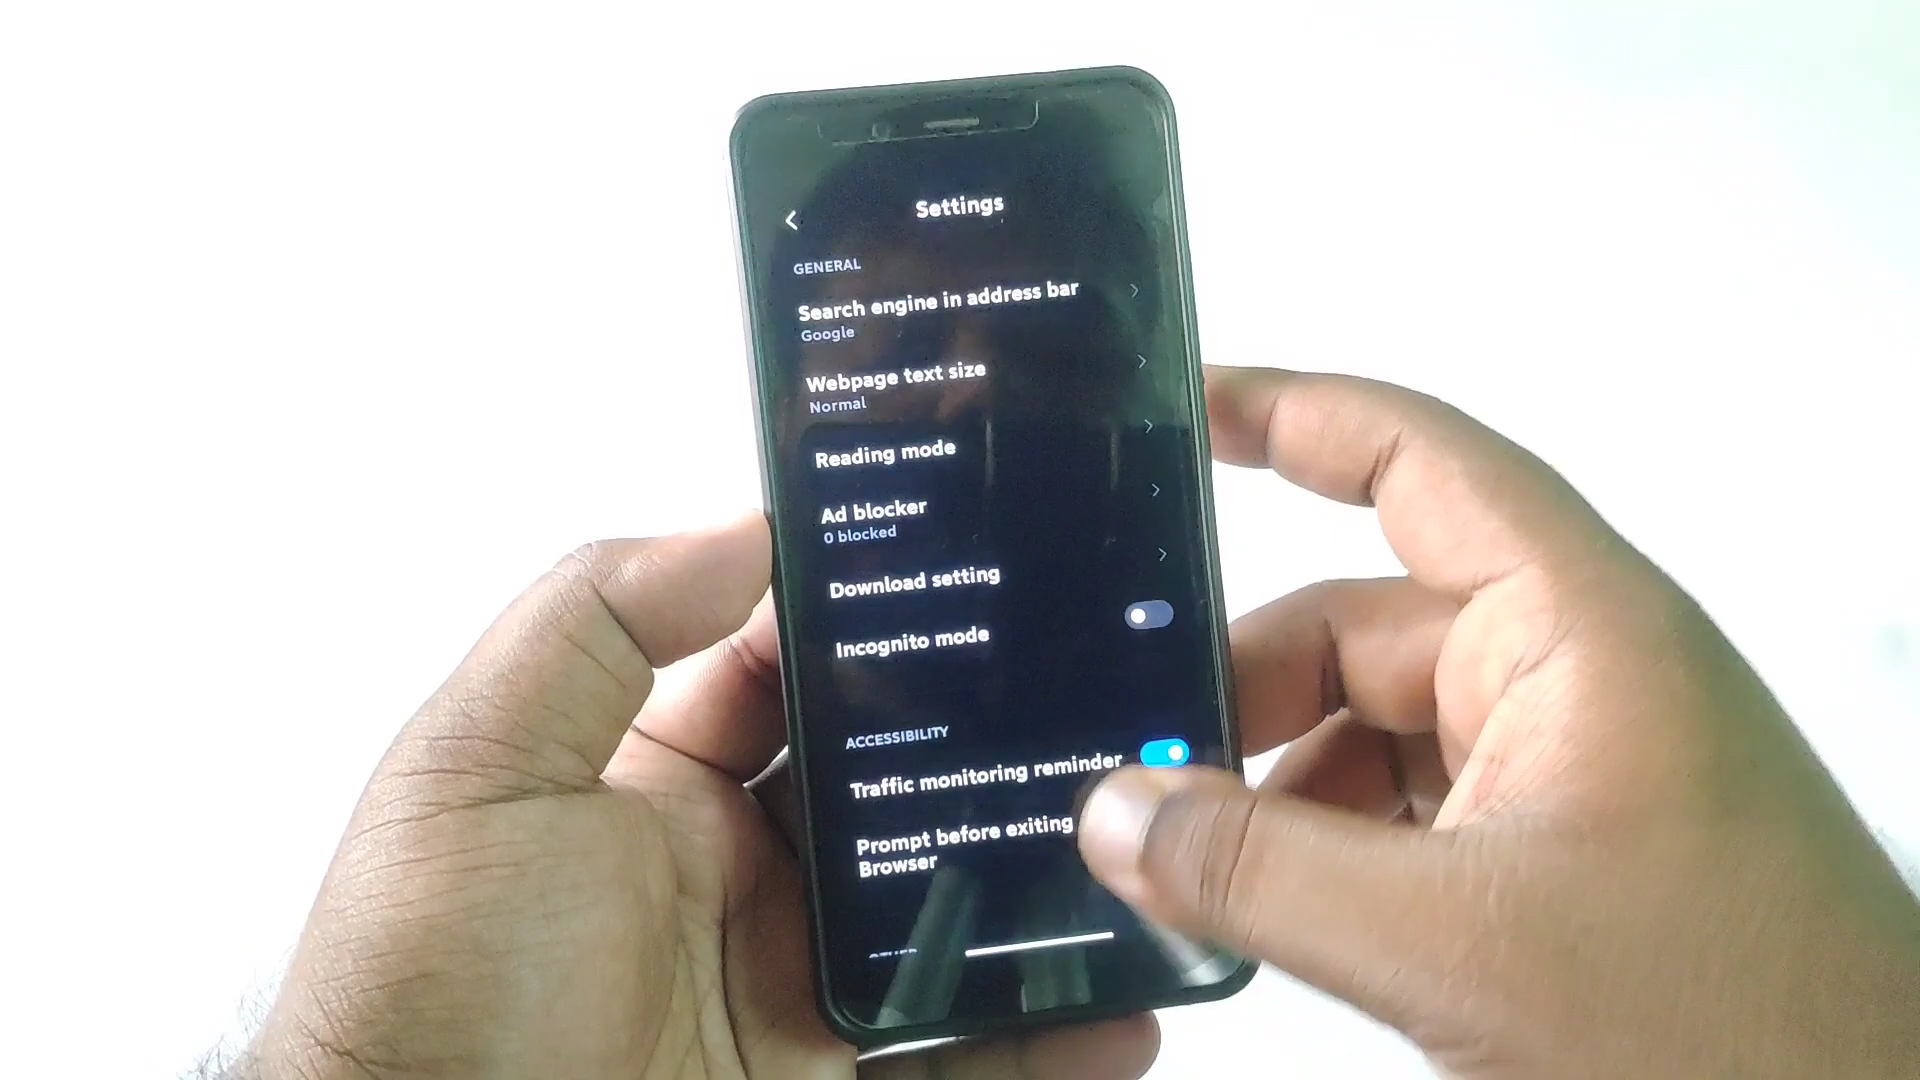 Settings
GENERAL
Search engine in address bar
Google
Webpage text size
Normal
Reading mode
Ad blocker
0 blocked
Download setting
Incognito mode
ACCESSIBILITY
Traffic monitoring reminder
Prompt before exiting
Browser
OTHER